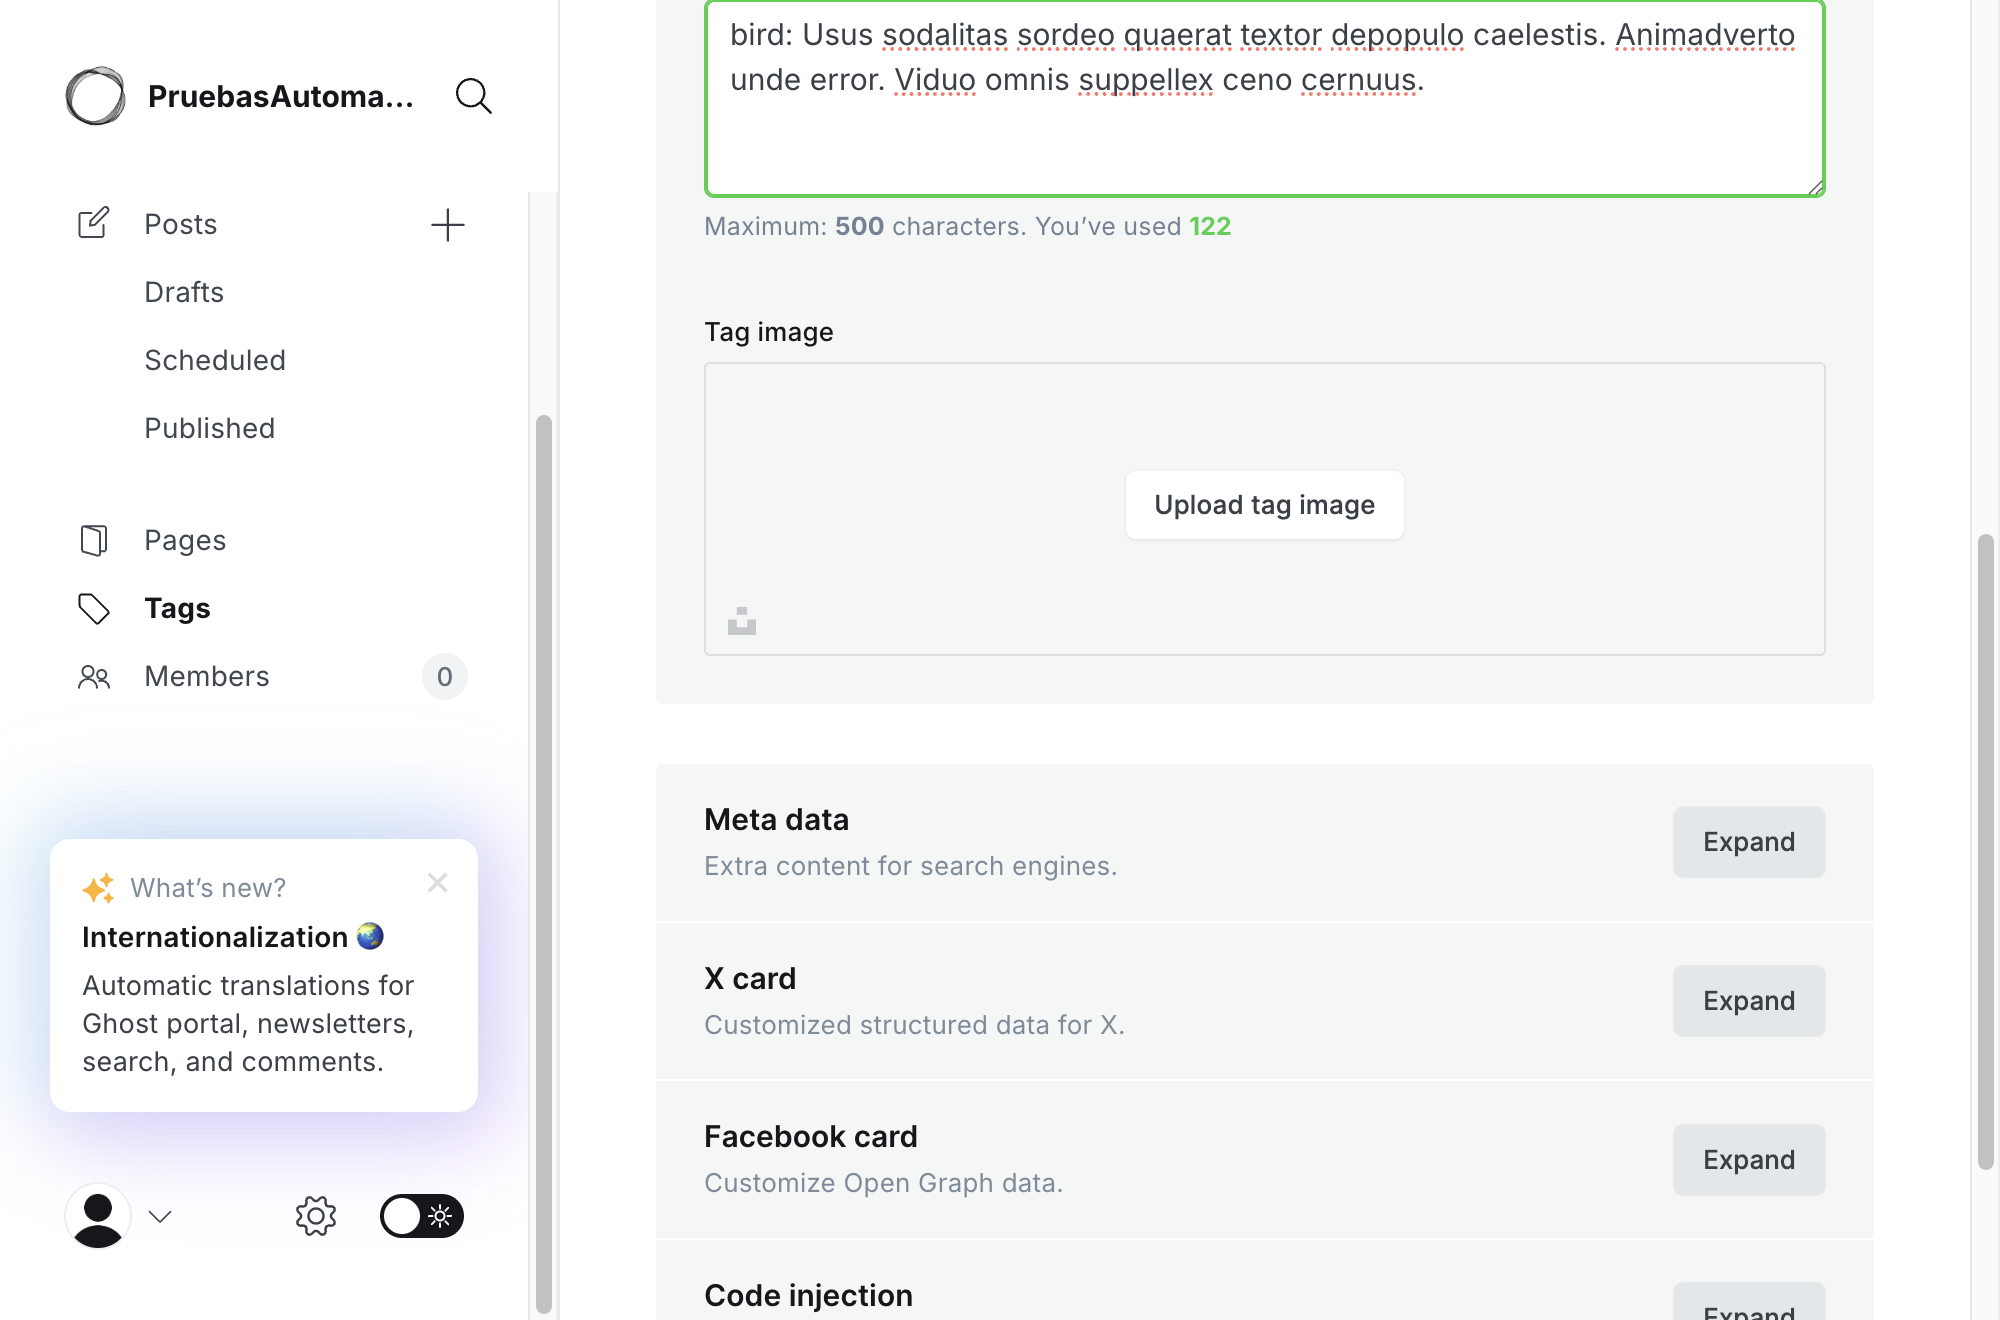 PruebasAutoma...
Posts
Drafts
Scheduled
Published
Pages
Tags
Members
0
What's new?
Internationalization
Automatic translations for
Ghost portal, newsletters,
search, and comments.
bird: Usus sodalitas sordeo quaerat textor depopulo caelestis. Animadverto
unde error. Viduo omnis suppellex ceno cernuus.
Maximum: 500 characters. You’ve used 122
Tag image
Upload tag image
Meta data
Extra content for search engines.
Expand
X card
Customized structured data for X.
Expand
Facebook card
Customize Open Graph data.
Expand
Code injection
Expand